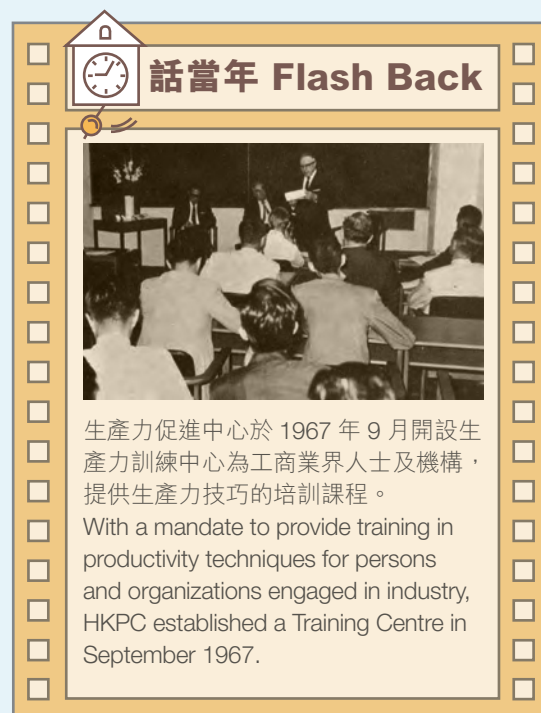 話當年 Flash Back
生產力促進中心於 1967 年 9 月開設生
產力訓練中心為工商業界人士及機構，
提供生產力技巧的培訓課程。
With a mandate to provide training in
productivity techniques for persons
and organizations engaged in industry,
HKPC established a Training Centre in
September 1967.